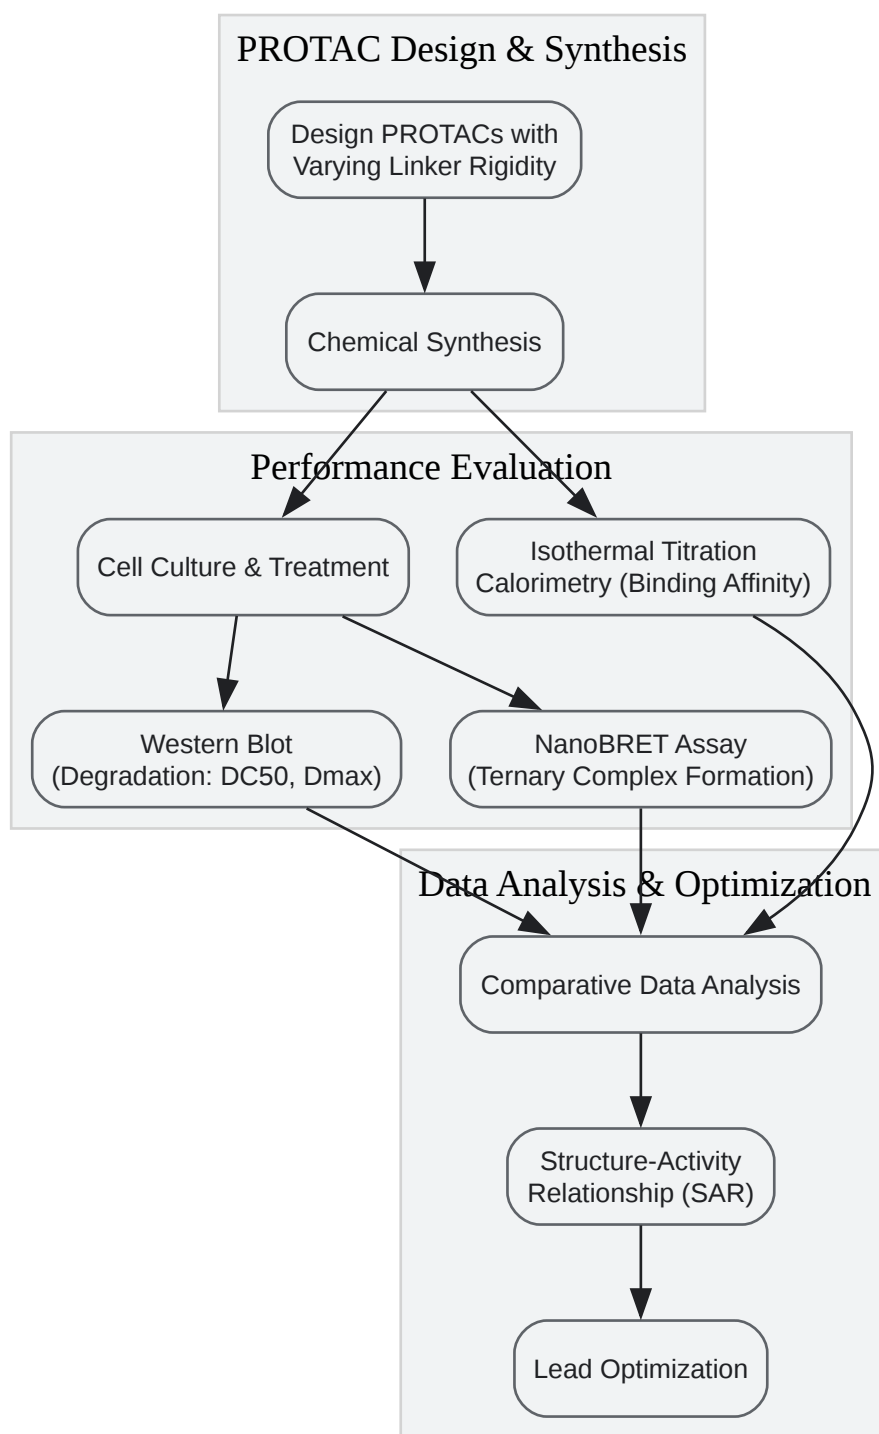 PROTAC Design & Synthesis
Design PROTACs with
Varying Linker Rigidity
Chemical Synthesis
Performance Evaluation
Cell Culture & Treatment
Isothermal Titration
Calorimetry (Binding Affinity)
Western Blot
(Degradation: DC50, Dmax)
NanoBRET Assay
(Ternary Complex Formation)
Data Analysis & Optimization
Comparative Data Analysis
Structure-Activity
Relationship (SAR)
Lead Optimization